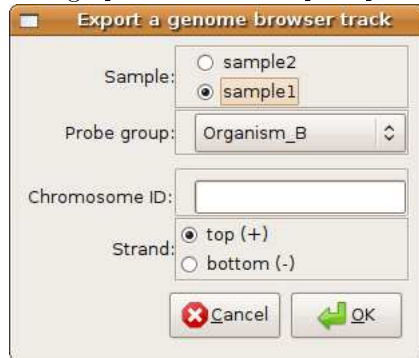 Export a genome browser track
Sample:
sample2
sample1
Probe group:
Organism_B
Chromosome ID:
Strand:
top (+)
bottom (-)
Cancel
OK